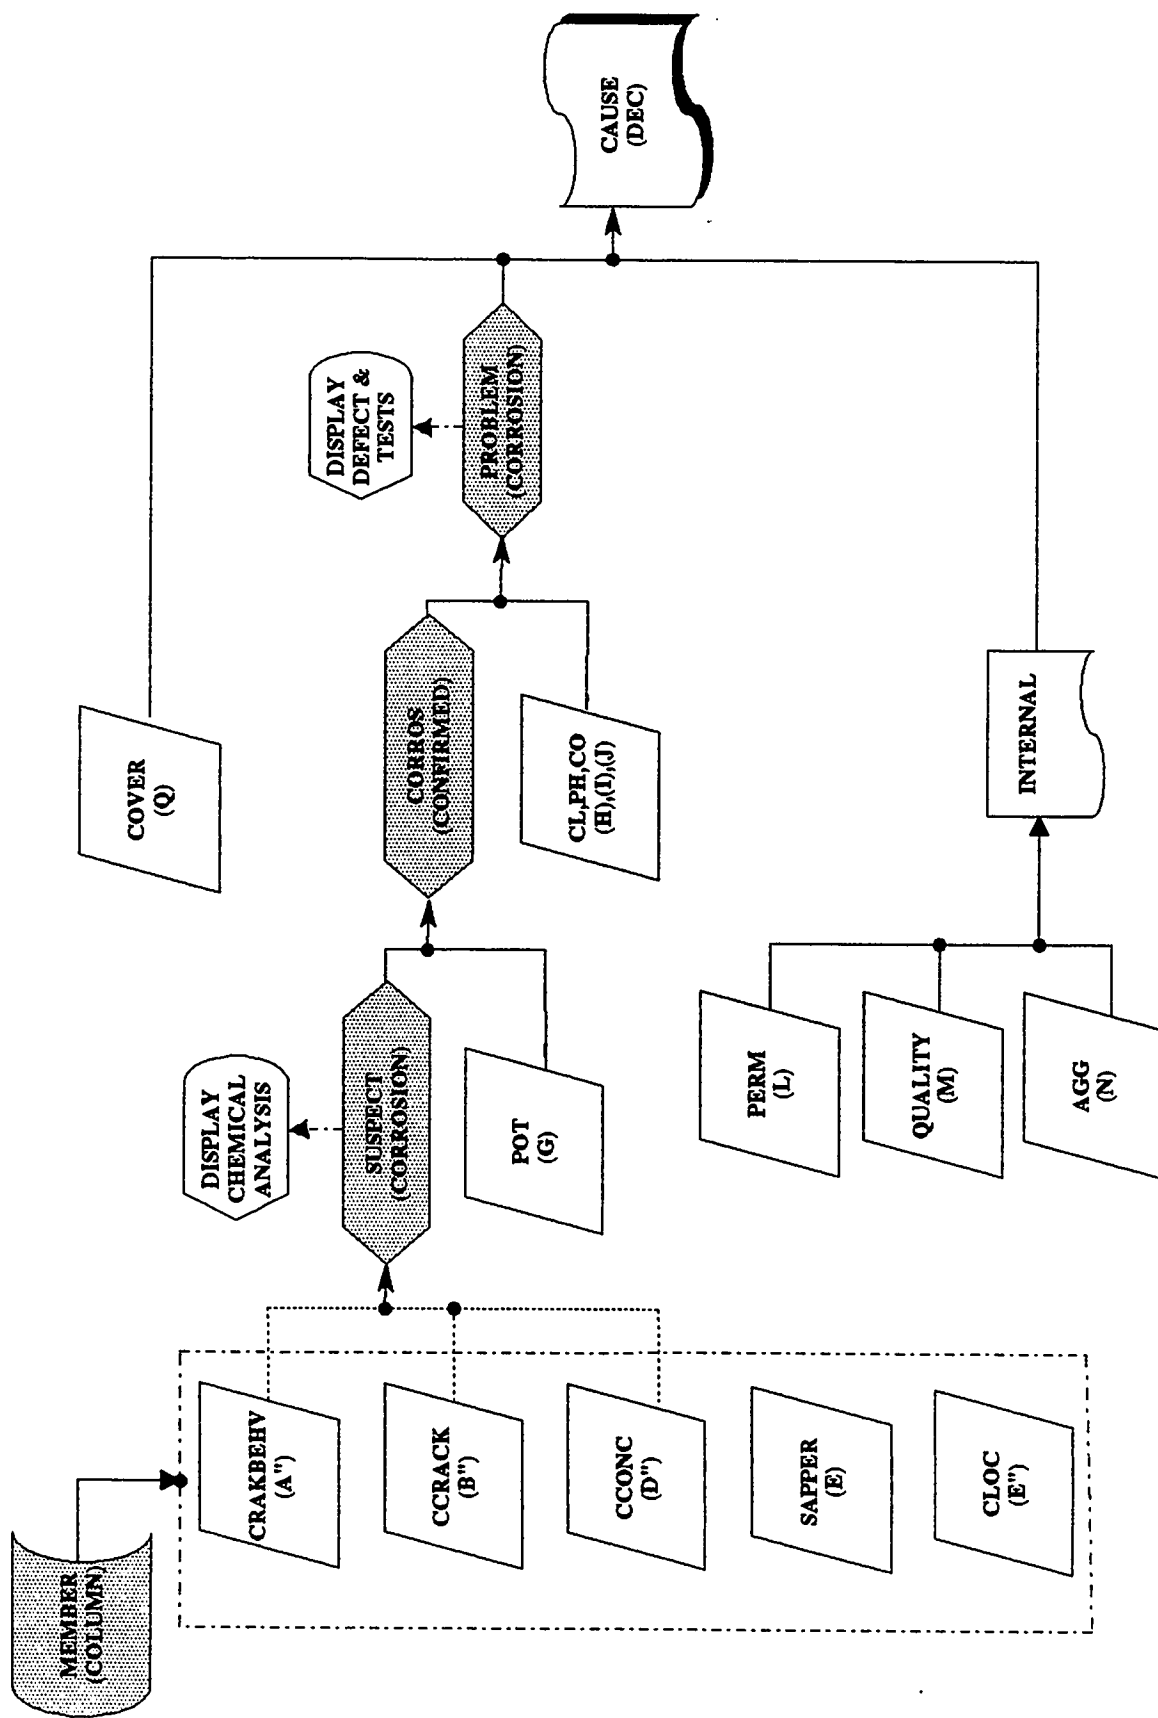 MEMBER
(COLUMN)
CRAKBEHV
(A")
CCRACK
(B")
CCONC
(D")
SAPPER
(E)
CLOC
(E")
DISPLAY
CHEMICAL
ANALYSIS
SUSPECT
(CORROSION)
POT
(G)
PERM
(L)
QUALITY
(M)
AGG
(N)
COVER
(Q)
CORROS
(CONFIRMED)
CL,PH,CO
(H),(I),(J)
INTERNAL
DISPLAY
DEFECT &
TESTS
PROBLEM
(CORROSION)
CAUSE
(DEC)